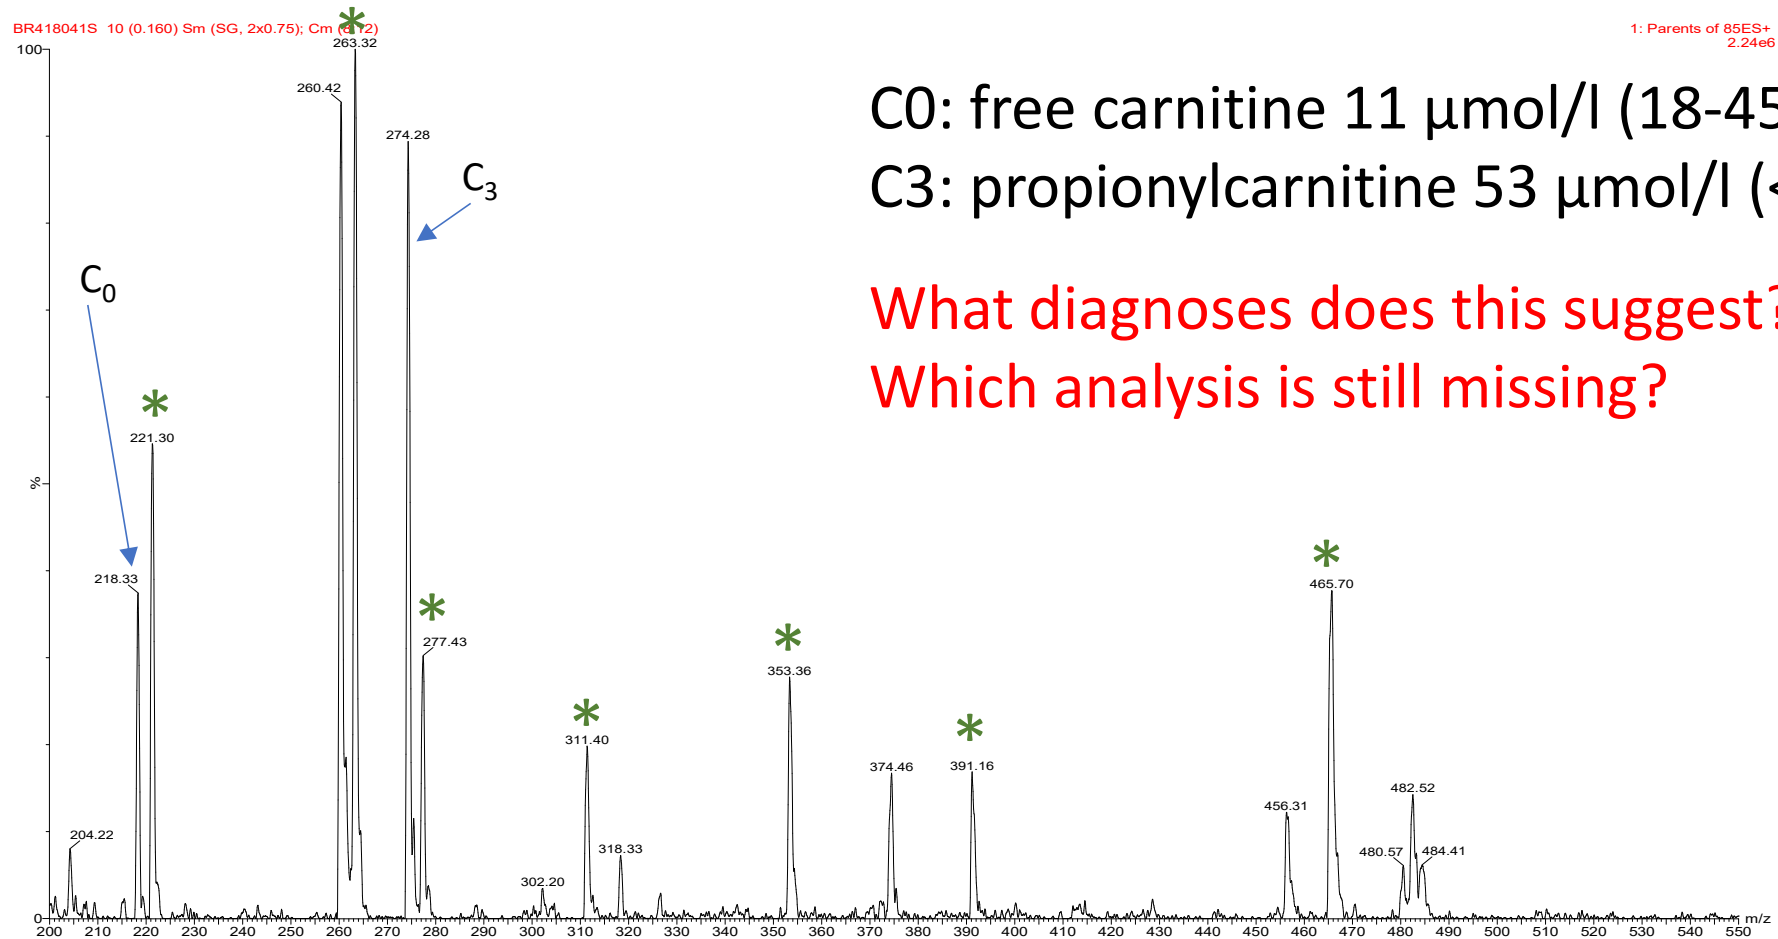 BR418041S 10 (0.160) Sm (SG, 2x0.75); Cm (8:12)
1: Parents of 85ES+
2.24e6
100
%
0
C0: free carnitine 11 µmol/l (18-45
C3: propionylcarnitine 53 µmol/l (<
What diagnoses does this suggest?
Which analysis is still missing?
C3
C0
*
263.32
260.42
274.28
*
221.30
218.33
*
277.43
204.22
*
311.40
302.20
318.33
*
353.36
374.46
*
391.16
456.31
*
465.70
480.57
482.52
484.41
200 210 220 230 240 250 260 270 280 290 300 310 320 330 340 350 360 370 380 390 400 410 420 430 440 450 460 470 480 490 500 510 520 530 540 550
m/z